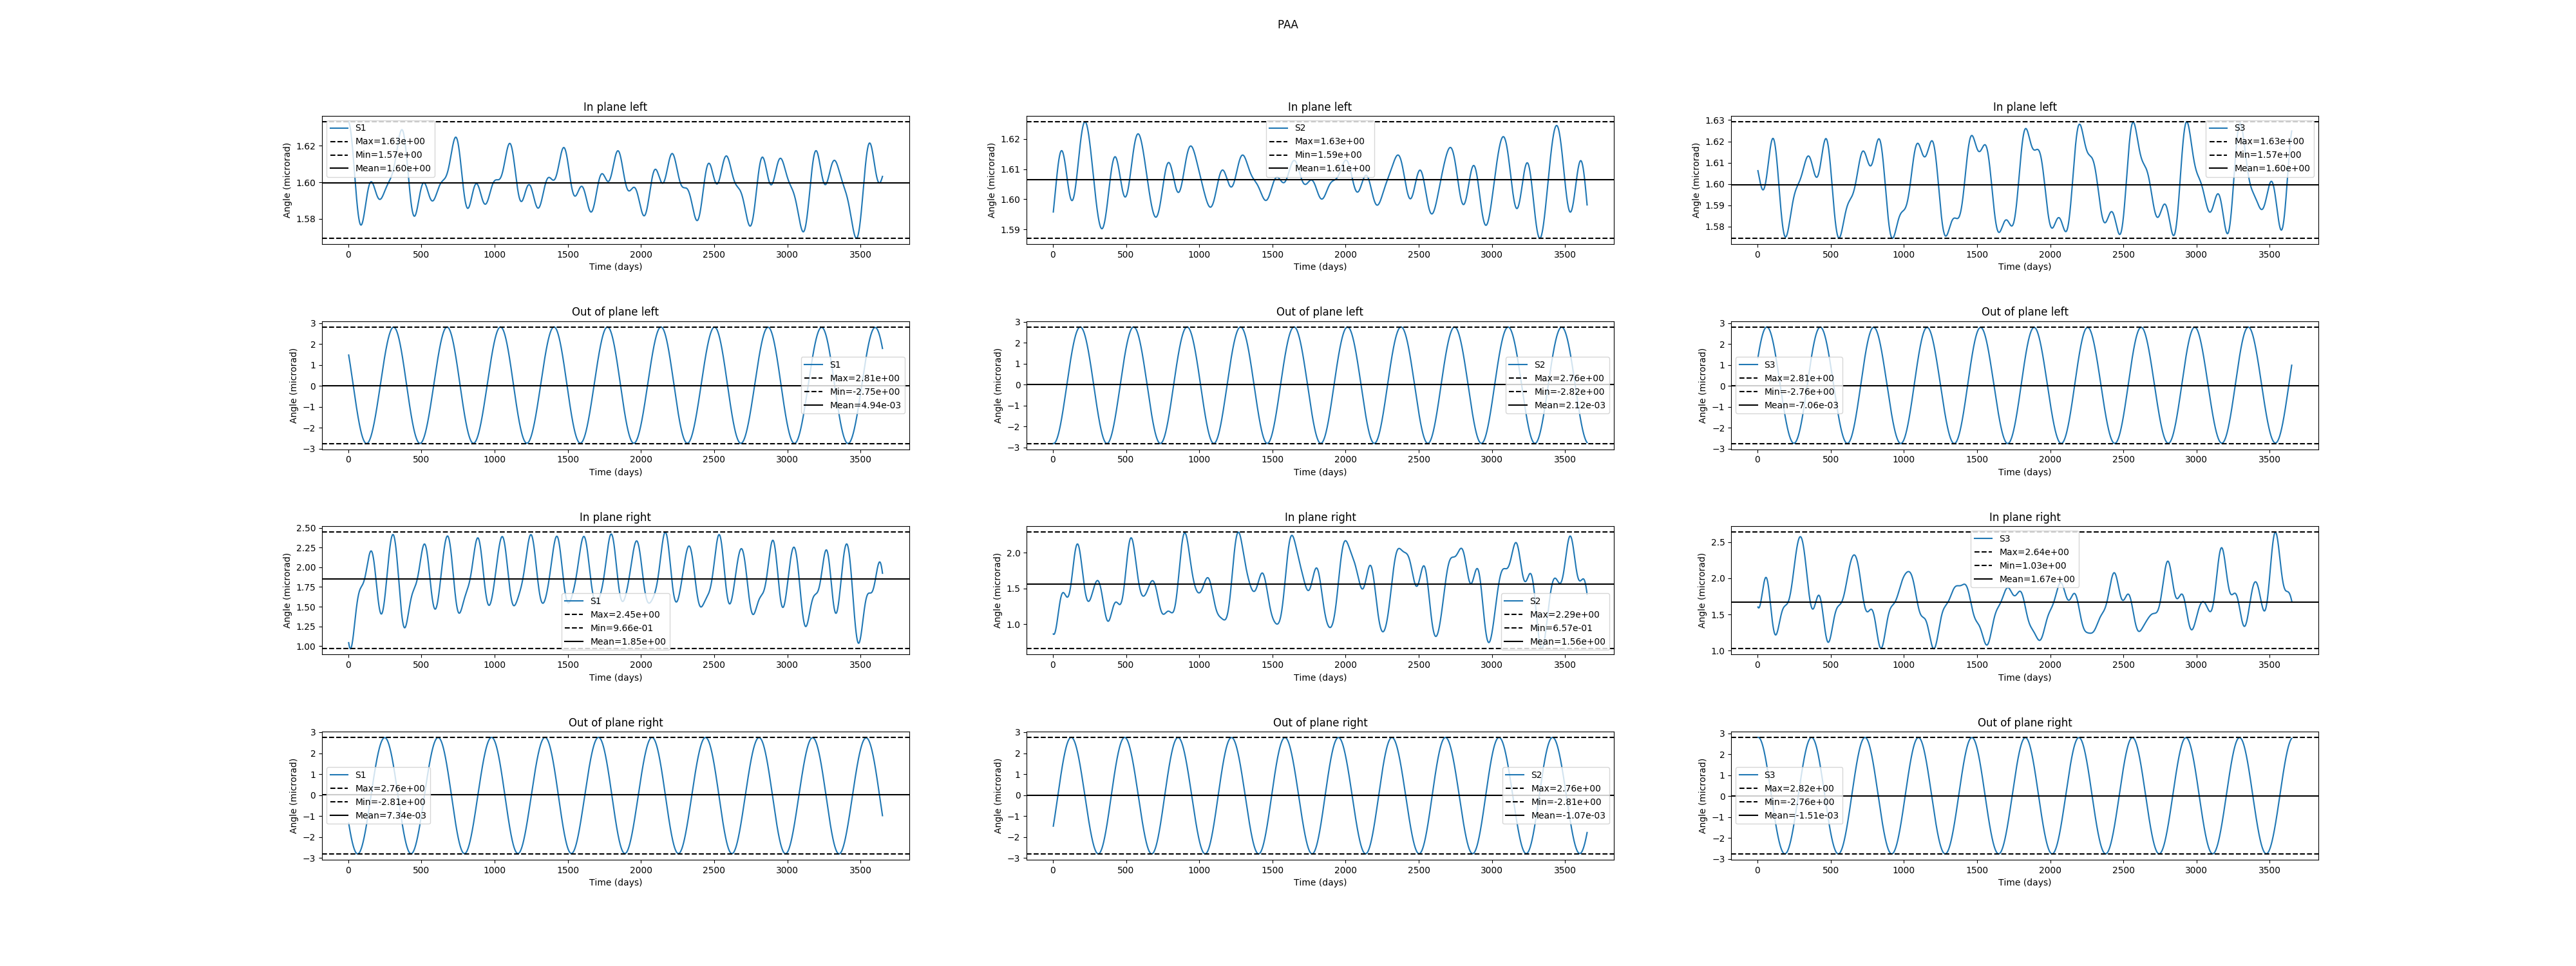 PAA
In plane left
Angle (microrad)
1.62
1.60
1.58
S1
Max=1.63e+00
Min=1.57e+00
Mean=1.60e+00
0 500 1000 1500 2000 2500 3000 3500
Time (days)
In plane left
Angle (microrad)
1.62
1.61
1.60
1.59
S2
Max=1.63e+00
Min=1.59e+00
Mean=1.61e+00
0 500 1000 1500 2000 2500 3000 3500
Time (days)
In plane left
Angle (microrad)
1.63
1.62
1.61
1.60
1.59
1.58
S3
Max=1.63e+00
Min=1.57e+00
Mean=1.60e+00
0 500 1000 1500 2000 2500 3000 3500
Time (days)
Out of plane left
Angle (microrad)
3
2
1
0
−1
−2
−3
S1
Max=2.81e+00
Min=-2.75e+00
Mean=4.94e-03
0 500 1000 1500 2000 2500 3000 3500
Time (days)
Out of plane left
Angle (microrad)
3
2
1
0
−1
−2
−3
S2
Max=2.76e+00
Min=-2.82e+00
Mean=2.12e-03
0 500 1000 1500 2000 2500 3000 3500
Time (days)
Out of plane left
Angle (microrad)
3
2
1
0
−1
−2
−3
S3
Max=2.81e+00
Min=-2.76e+00
Mean=-7.06e-03
0 500 1000 1500 2000 2500 3000 3500
Time (days)
In plane right
Angle (microrad)
2.50
2.25
2.00
1.75
1.50
1.25
1.00
S1
Max=2.45e+00
Min=9.66e-01
Mean=1.85e+00
0 500 1000 1500 2000 2500 3000 3500
Time (days)
In plane right
Angle (microrad)
2.0
1.5
1.0
S2
Max=2.29e+00
Min=6.57e-01
Mean=1.56e+00
0 500 1000 1500 2000 2500 3000 3500
Time (days)
In plane right
Angle (microrad)
2.5
2.0
1.5
1.0
S3
Max=2.64e+00
Min=1.03e+00
Mean=1.67e+00
0 500 1000 1500 2000 2500 3000 3500
Time (days)
Out of plane right
Angle (microrad)
3
2
1
0
−1
−2
−3
S1
Max=2.76e+00
Min=-2.81e+00
Mean=7.34e-03
0 500 1000 1500 2000 2500 3000 3500
Time (days)
Out of plane right
Angle (microrad)
3
2
1
0
−1
−2
−3
S2
Max=2.76e+00
Min=-2.81e+00
Mean=-1.07e-03
0 500 1000 1500 2000 2500 3000 3500
Time (days)
Out of plane right
Angle (microrad)
3
2
1
0
−1
−2
−3
S3
Max=2.82e+00
Min=-2.76e+00
Mean=-1.51e-03
0 500 1000 1500 2000 2500 3000 3500
Time (days)